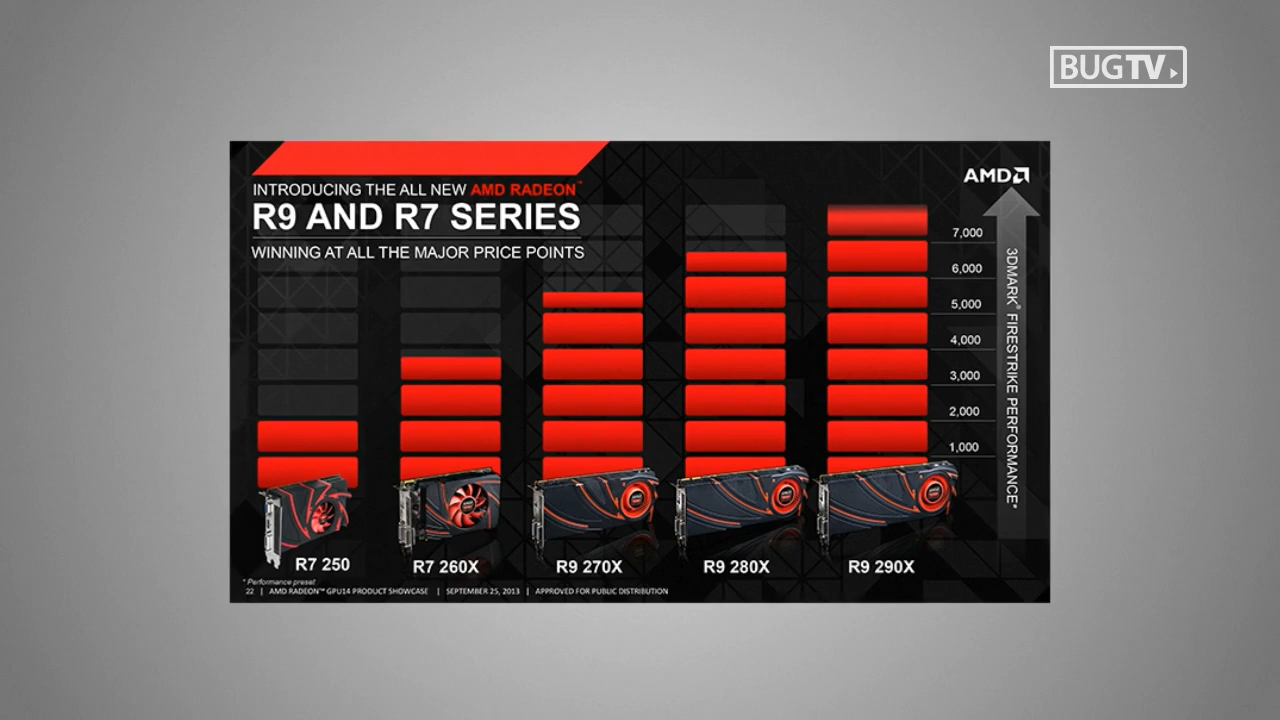 BUGTV
AMD
INTRODUCING THE ALL NEW AMD RADEON™
R9 AND R7 SERIES
WINNING AT ALL THE MAJOR PRICE POINTS
7,000
6,000
5,000
4,000
3,000
2,000
1,000
3DMARK® FIRESTRIKE PERFORMANCE*
R7 250
R7 260X
R9 270X
R9 280X
R9 290X
* Performance preset
22 | AMD RADEON™ GPU14 PRODUCT SHOWCASE | SEPTEMBER 25, 2013 | APPROVED FOR PUBLIC DISTRIBUTION